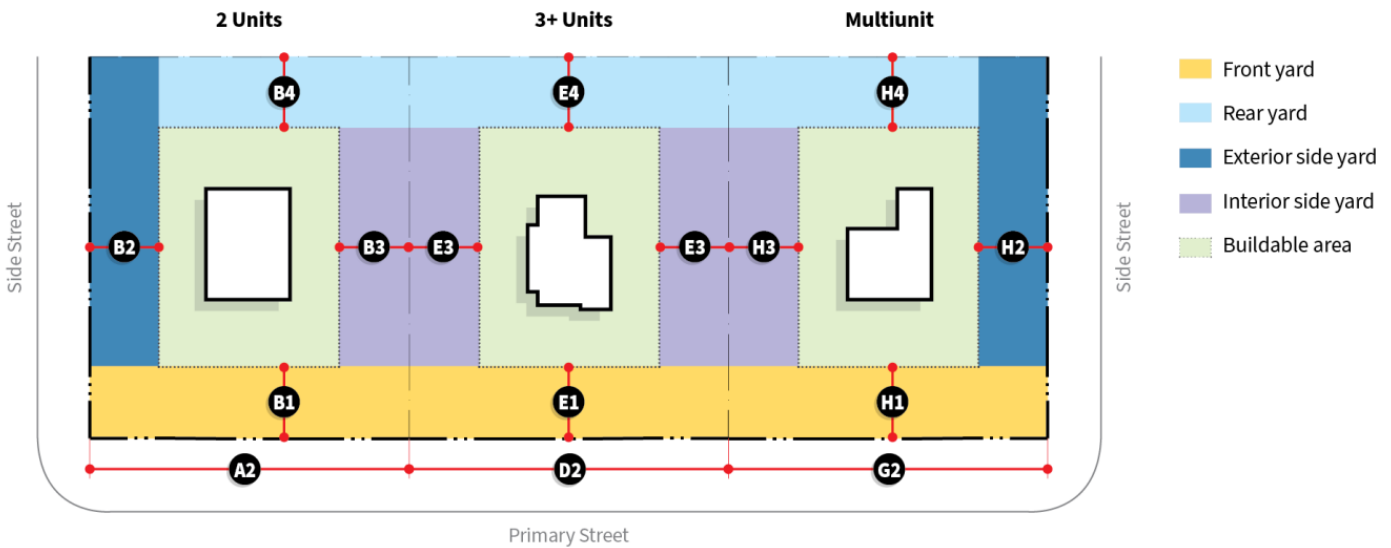 2 Units
3+ Units
Multiunit
B4
E4
H4
Front yard
Rear yard
Exterior side yard
Interior side yard
Buildable area
Side Street
B2
B3
E3
E3
H3
H2
Side Street
B1
E1
H1
A2
D2
G2
Primary Street